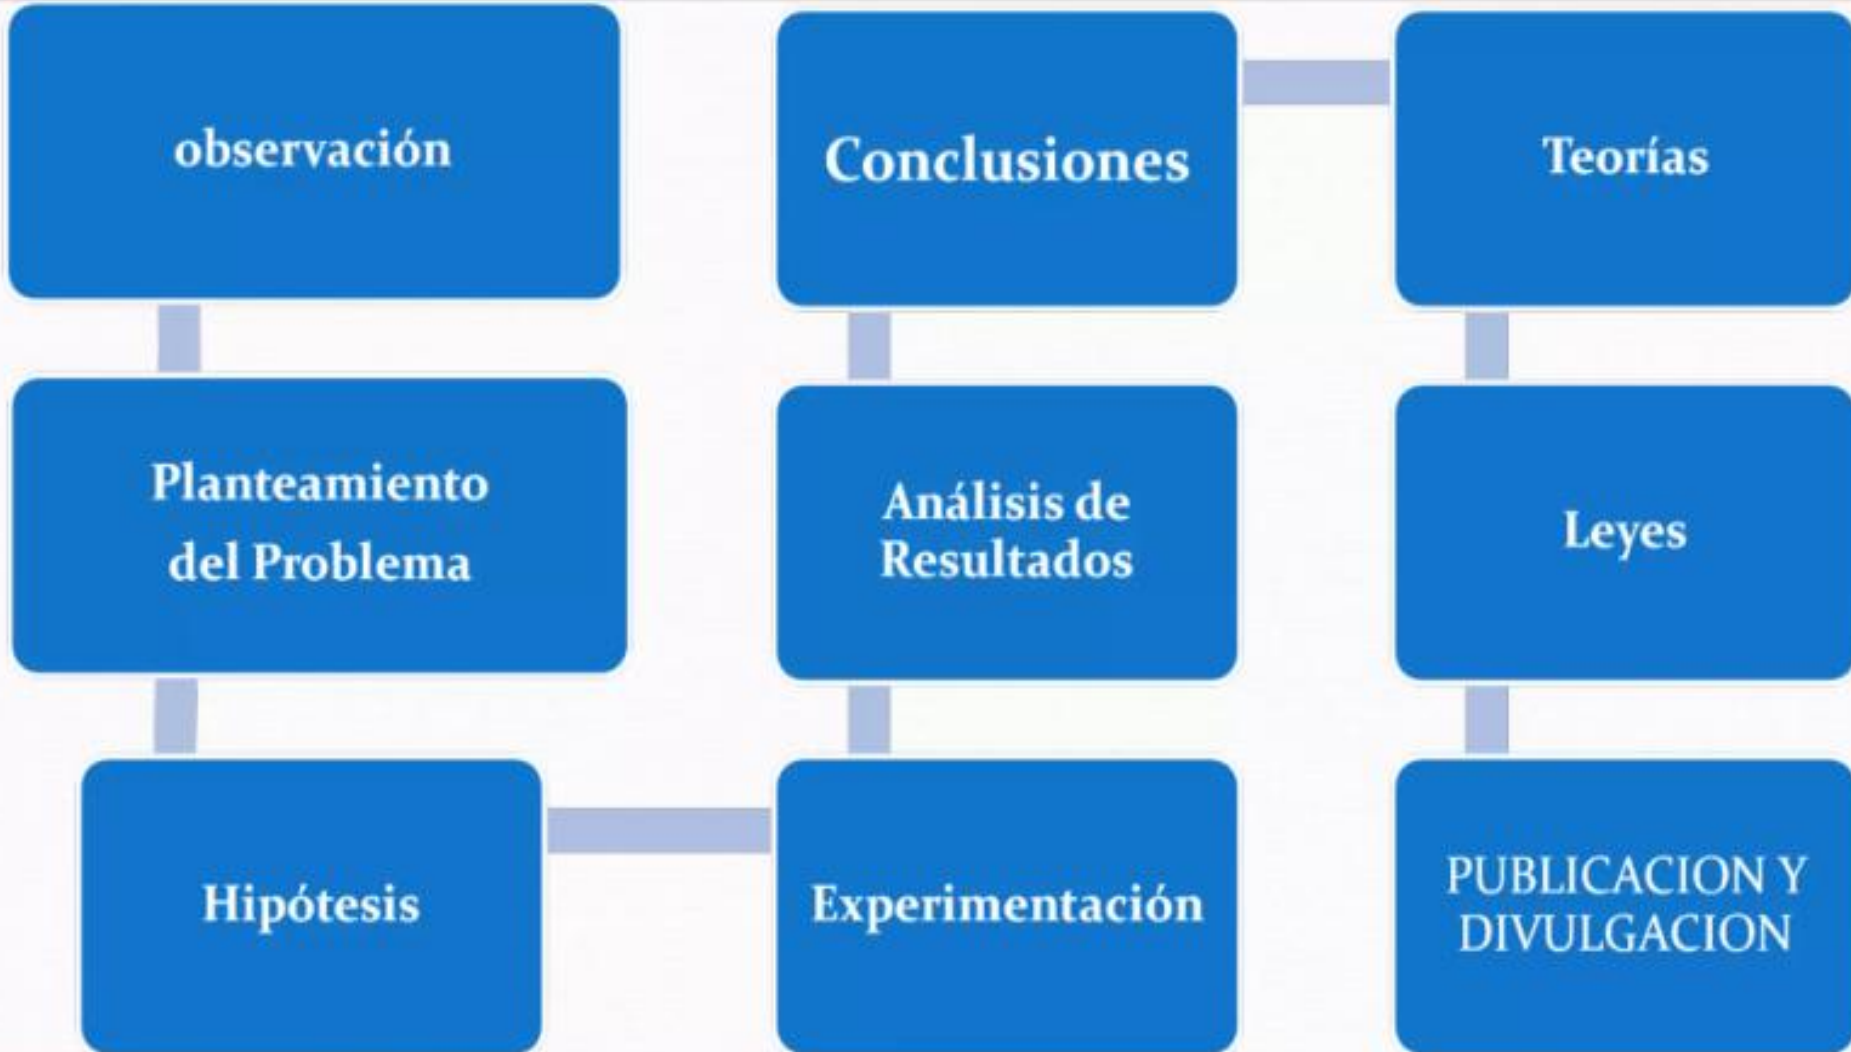 observación
Planteamiento
del Problema
Hipótesis
Experimentación
Análisis de
Resultados
Conclusiones
Teorías
Leyes
PUBLICACION Y
DIVULGACION